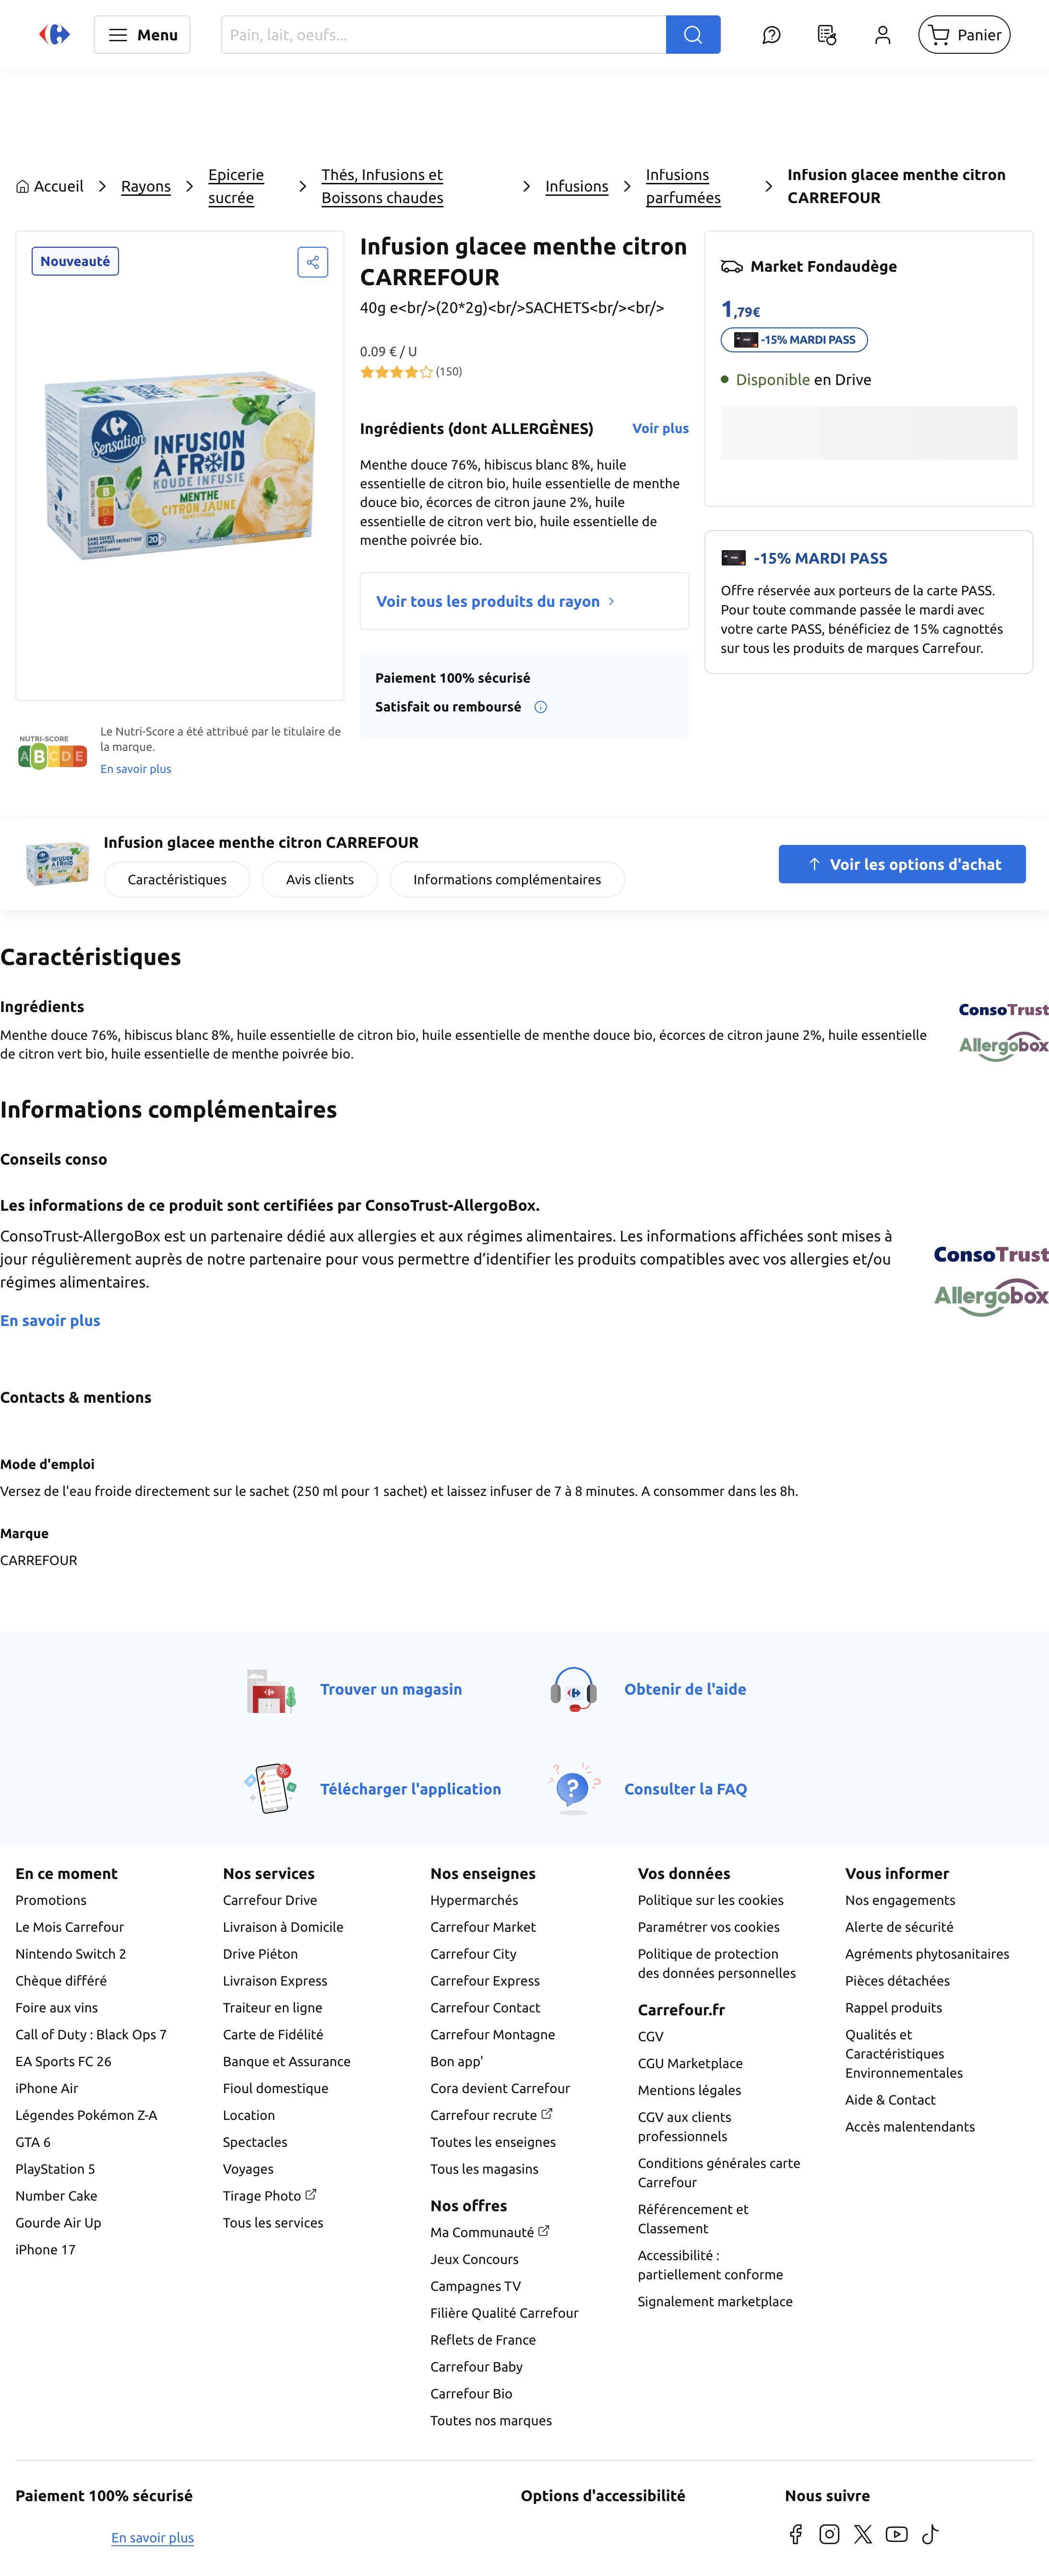 Menu
Pain, lait, oeufs...
Panier
Accueil
Rayons
Epicerie
sucrée
Thés, Infusions et
Boissons chaudes
Infusions
Infusions
parfumées
Infusion glacee menthe citron
CARREFOUR
Nouveauté
Carrefour
Sensation
INFUSION
À FROID
KOUDE INFUSIE
MENTHE
CITRON JAUNE
NUTRI-SCORE
SANS SUCRES
SANS APPORT ÉNERGÉTIQUE
20
NUTRI-SCORE
A B C D E
Le Nutri-Score a été attribué par le titulaire de
la marque.
En savoir plus
Infusion glacee menthe citron
CARREFOUR
40g e<br/>(20*2g)<br/>SACHETS<br/><br/>
0.09 € / U
(150)
Ingrédients (dont ALLERGÈNES)
Voir plus
Menthe douce 76%, hibiscus blanc 8%, huile
essentielle de citron bio, huile essentielle de menthe
douce bio, écorces de citron jaune 2%, huile
essentielle de citron vert bio, huile essentielle de
menthe poivrée bio.
Voir tous les produits du rayon
Paiement 100% sécurisé
Satisfait ou remboursé
Market Fondaudège
1,79€
-15% MARDI PASS
Disponible en Drive
-15% MARDI PASS
Offre réservée aux porteurs de la carte PASS.
Pour toute commande passée le mardi avec
votre carte PASS, bénéficiez de 15% cagnottés
sur tous les produits de marques Carrefour.
Infusion glacee menthe citron CARREFOUR
Caractéristiques
Avis clients
Informations complémentaires
Voir les options d'achat
Caractéristiques
Ingrédients
Menthe douce 76%, hibiscus blanc 8%, huile essentielle de citron bio, huile essentielle de menthe douce bio, écorces de citron jaune 2%, huile essentielle
de citron vert bio, huile essentielle de menthe poivrée bio.
ConsoTrust
Allergobox
Informations complémentaires
Conseils conso
Les informations de ce produit sont certifiées par ConsoTrust-AllergoBox.
ConsoTrust-AllergoBox est un partenaire dédié aux allergies et aux régimes alimentaires. Les informations affichées sont mises à
jour régulièrement auprès de notre partenaire pour vous permettre d’identifier les produits compatibles avec vos allergies et/ou
régimes alimentaires.
En savoir plus
ConsoTrust
Allergobox
Contacts & mentions
Mode d'emploi
Versez de l'eau froide directement sur le sachet (250 ml pour 1 sachet) et laissez infuser de 7 à 8 minutes. A consommer dans les 8h.
Marque
CARREFOUR
Trouver un magasin
Obtenir de l'aide
Télécharger l'application
Consulter la FAQ
En ce moment
Promotions
Le Mois Carrefour
Nintendo Switch 2
Chèque différé
Foire aux vins
Call of Duty : Black Ops 7
EA Sports FC 26
iPhone Air
Légendes Pokémon Z-A
GTA 6
PlayStation 5
Number Cake
Gourde Air Up
iPhone 17
Nos services
Carrefour Drive
Livraison à Domicile
Drive Piéton
Livraison Express
Traiteur en ligne
Carte de Fidélité
Banque et Assurance
Fioul domestique
Location
Spectacles
Voyages
Tirage Photo
Tous les services
Nos enseignes
Hypermarchés
Carrefour Market
Carrefour City
Carrefour Express
Carrefour Contact
Carrefour Montagne
Bon app'
Cora devient Carrefour
Carrefour recrute
Toutes les enseignes
Tous les magasins
Nos offres
Ma Communauté
Jeux Concours
Campagnes TV
Filière Qualité Carrefour
Reflets de France
Carrefour Baby
Carrefour Bio
Toutes nos marques
Vos données
Politique sur les cookies
Paramétrer vos cookies
Politique de protection
des données personnelles
Carrefour.fr
CGV
CGU Marketplace
Mentions légales
CGV aux clients
professionnels
Conditions générales carte
Carrefour
Référencement et
Classement
Accessibilité :
partiellement conforme
Signalement marketplace
Vous informer
Nos engagements
Alerte de sécurité
Agréments phytosanitaires
Pièces détachées
Rappel produits
Qualités et
Caractéristiques
Environnementales
Aide & Contact
Accès malentendants
Paiement 100% sécurisé
En savoir plus
Options d'accessibilité
Nous suivre